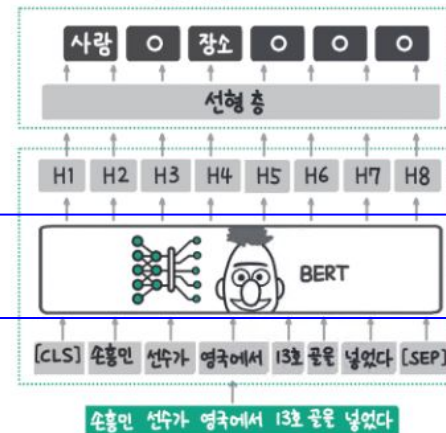 사람 O 장소 O O O
선형 층
H1 H2 H3 H4 H5 H6 H7 H8
BERT
[CLS] 손흥민 선수가 영국에서 13호 골을 넣었다 [SEP]
손흥민 선수가 영국에서 13호 골을 넣었다